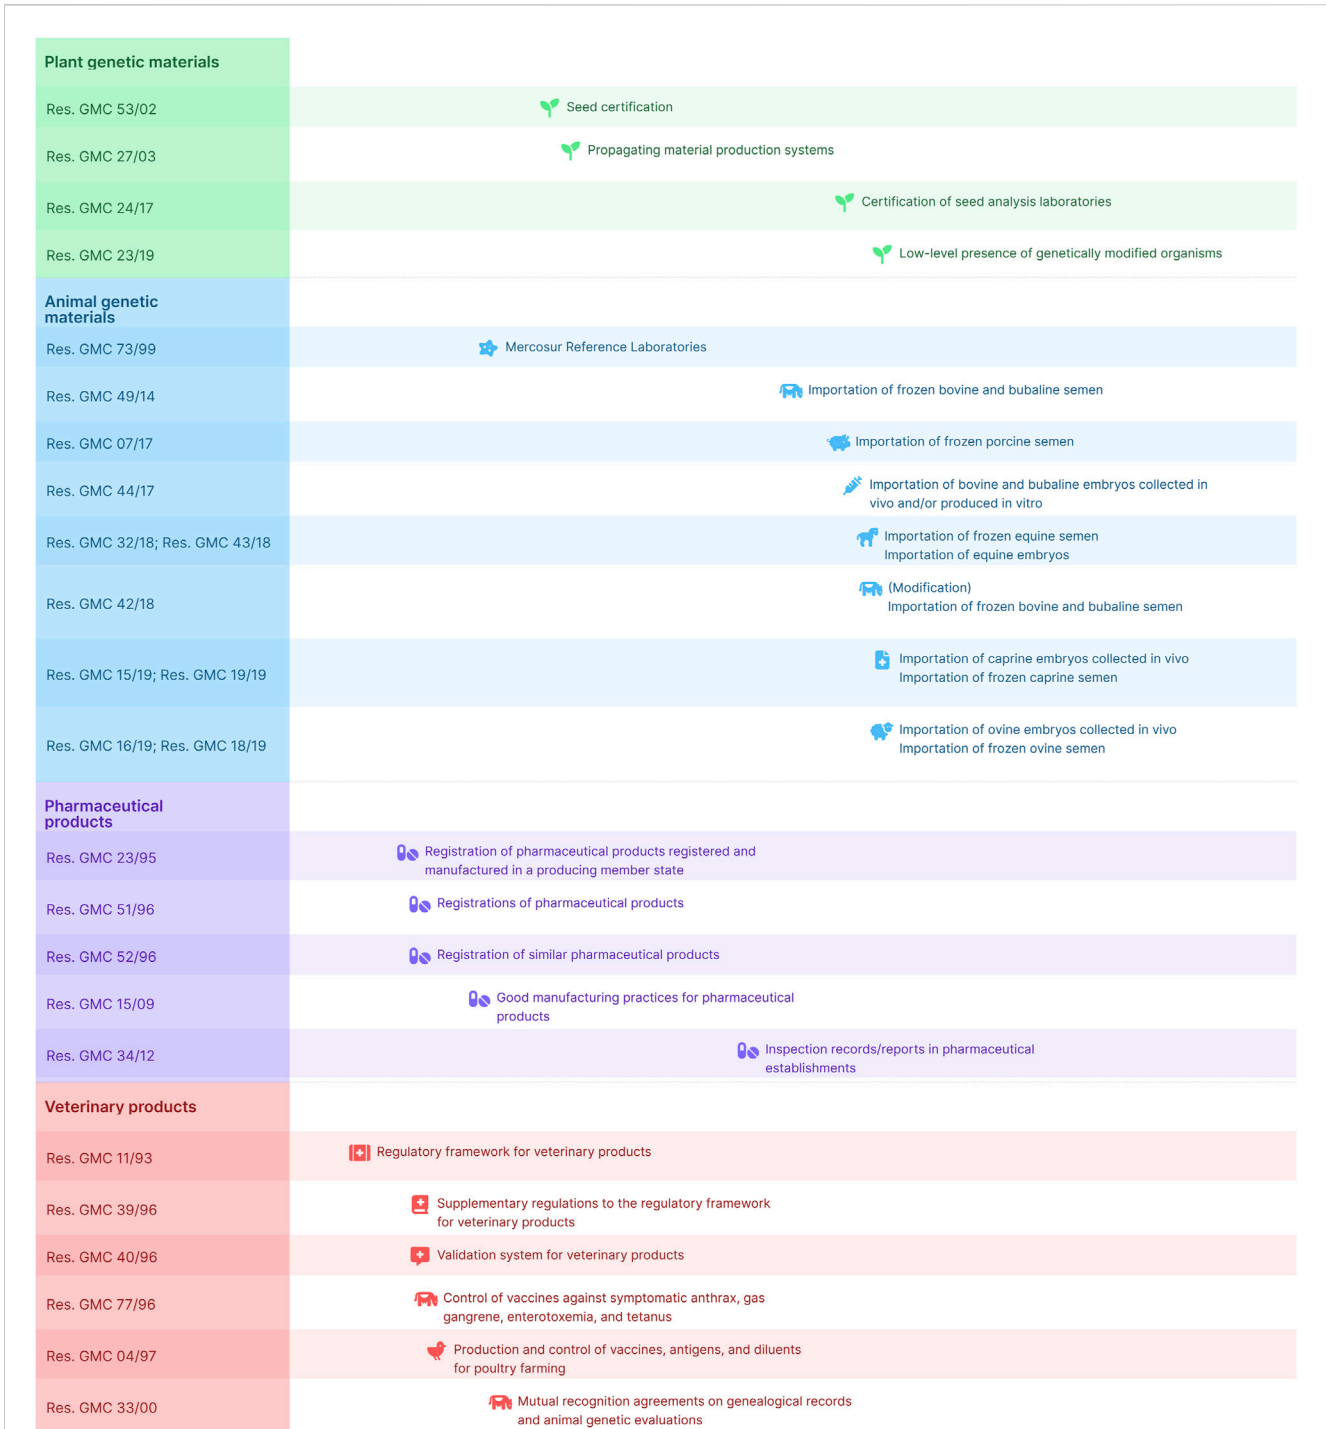 Plant genetic materials
Res. GMC 53/02
Seed certification
Res. GMC 27/03
Propagating material production systems
Res. GMC 24/17
Certification of seed analysis laboratories
Res. GMC 23/19
Low-level presence of genetically modified organisms
Animal genetic
materials
Res. GMC 73/99
Mercosur Reference Laboratories
Res. GMC 49/14
Importation of frozen bovine and bubaline semen
Res. GMC 07/17
Importation of frozen porcine semen
Res. GMC 44/17
Importation of bovine and bubaline embryos collected in
vivo and/or produced in vitro
Res. GMC 32/18; Res. GMC 43/18
Importation of frozen equine semen
Importation of equine embryos
Res. GMC 42/18
(Modification)
Importation of frozen bovine and bubaline semen
Res. GMC 15/19; Res. GMC 19/19
Importation of caprine embryos collected in vivo
Importation of frozen caprine semen
Res. GMC 16/19; Res. GMC 18/19
Importation of ovine embryos collected in vivo
Importation of frozen ovine semen
Pharmaceutical
products
Res. GMC 23/95
Registration of pharmaceutical products registered and
manufactured in a producing member state
Res. GMC 51/96
Registrations of pharmaceutical products
Res. GMC 52/96
Registration of similar pharmaceutical products
Res. GMC 15/09
Good manufacturing practices for pharmaceutical
products
Res. GMC 34/12
Inspection records/reports in pharmaceutical
establishments
Veterinary products
Res. GMC 11/93
Regulatory framework for veterinary products
Res. GMC 39/96
Supplementary regulations to the regulatory framework
for veterinary products
Res. GMC 40/96
Validation system for veterinary products
Res. GMC 77/96
Control of vaccines against symptomatic anthrax, gas
gangrene, enterotoxemia, and tetanus
Res. GMC 04/97
Production and control of vaccines, antigens, and diluents
for poultry farming
Res. GMC 33/00
Mutual recognition agreements on genealogical records
and animal genetic evaluations